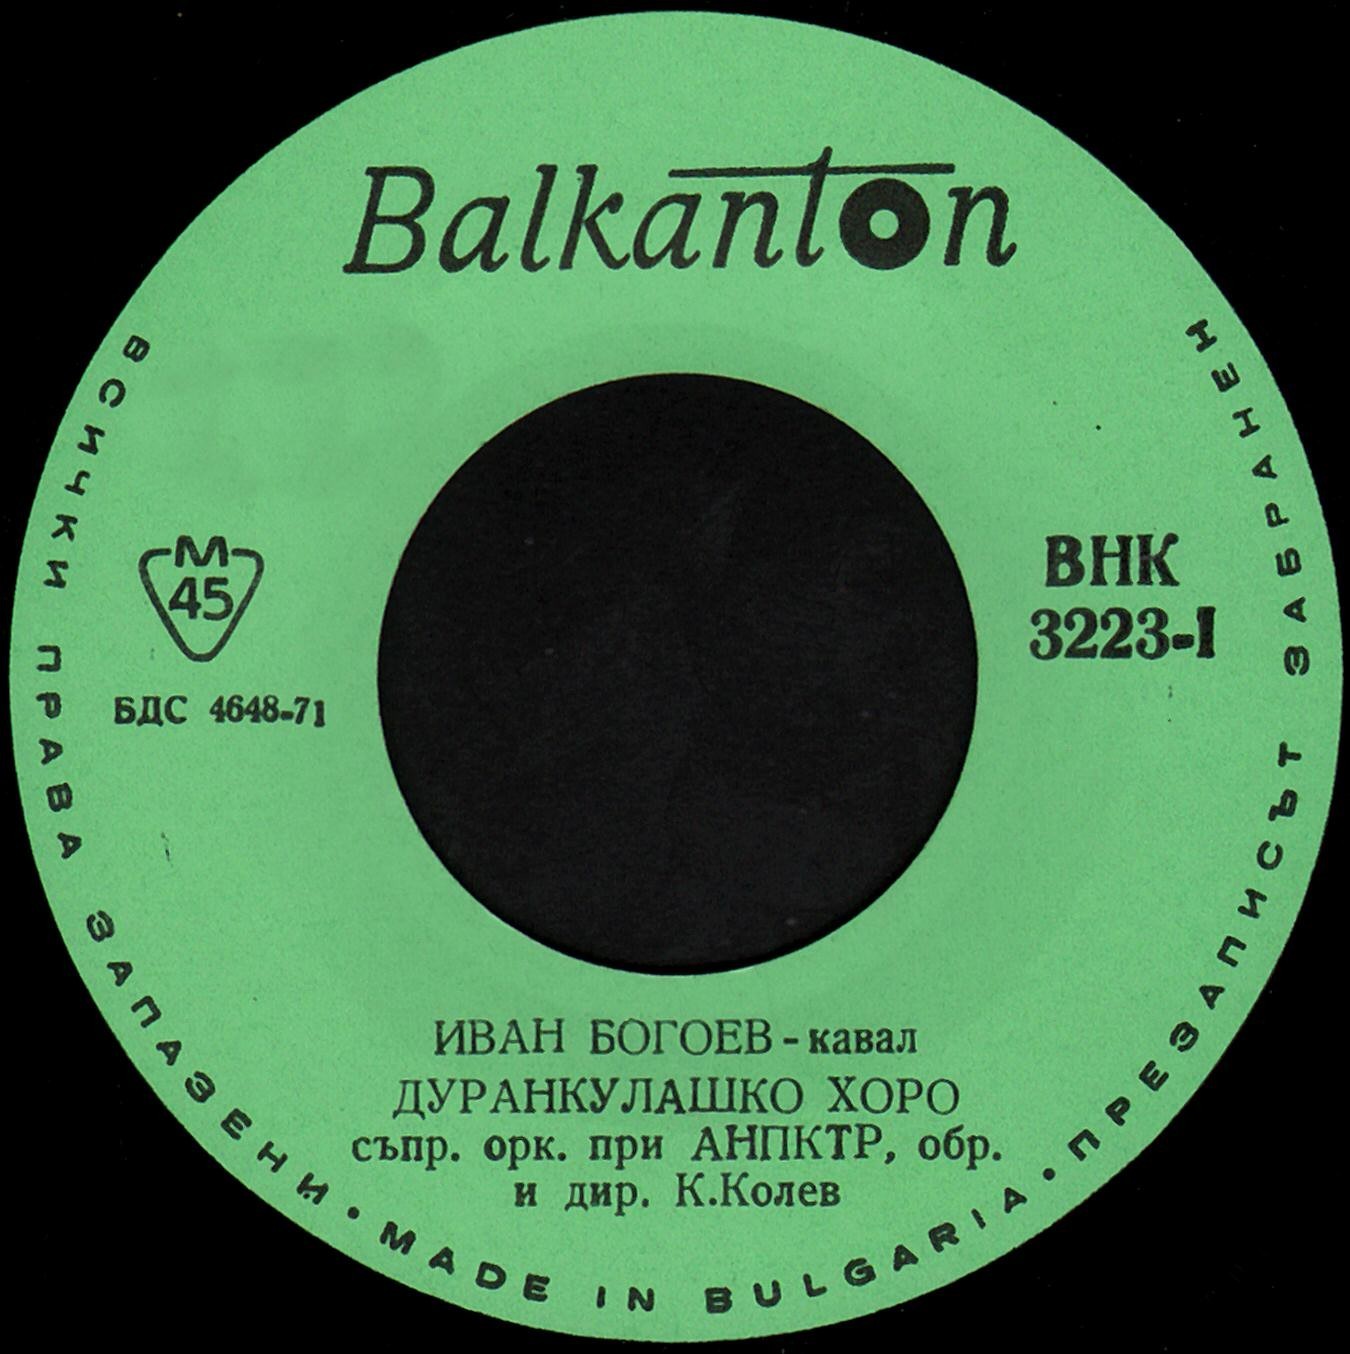 Balkanton
M
45
БДС 4648-71
ВНК
3223-I
ИВАН БОГОЕВ - кавал
ДУРАНКУЛАШКО ХОРО
съпр. орк. при АНПКТР, обр.
и дир. К.Колев
ВСИЧКИ ПРАВА ЗАПАЗЕНИ • MADE IN BULGARIA • ПРЕЗАПИСЪТ ЗАБРАНЕН